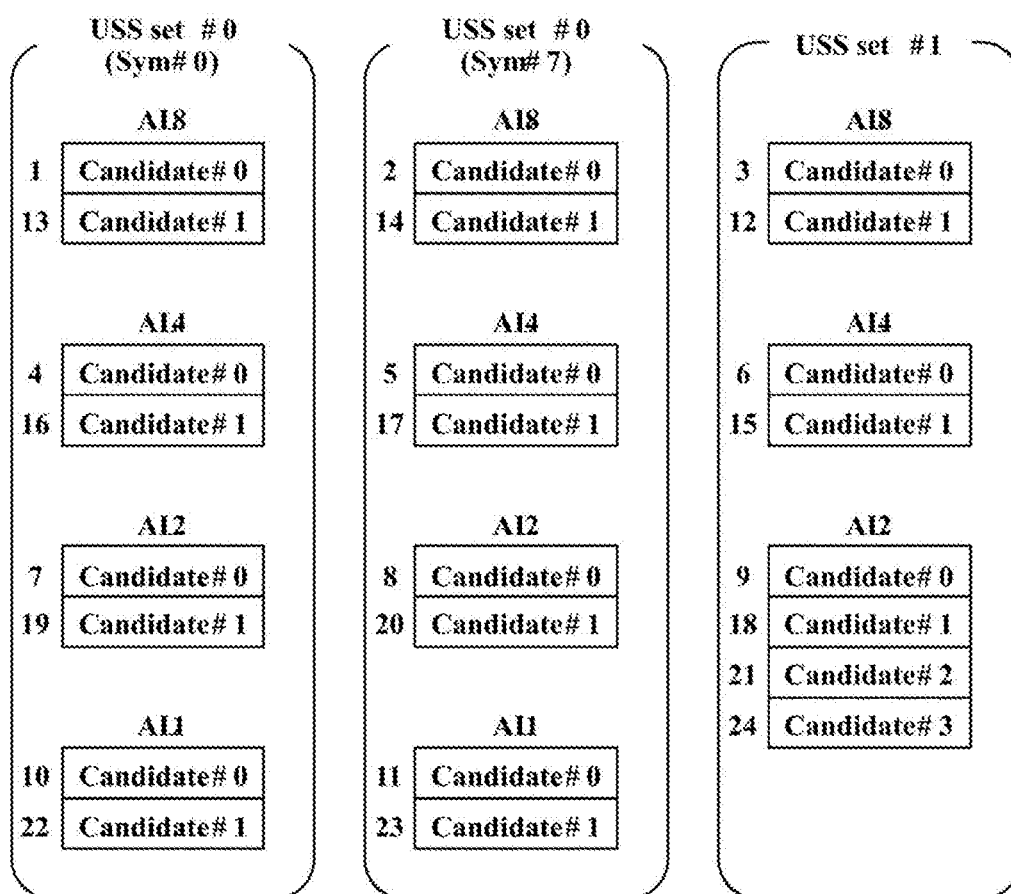 USS set # 0
(Sym# 0)
AL8
1 Candidate# 0
13 Candidate# 1
AL4
4 Candidate# 0
16 Candidate# 1
AL2
7 Candidate# 0
19 Candidate# 1
AL1
10 Candidate# 0
22 Candidate# 1
USS set # 0
(Sym# 7)
AL8
2 Candidate# 0
14 Candidate# 1
AL4
5 Candidate# 0
17 Candidate# 1
AL2
8 Candidate# 0
20 Candidate# 1
AL1
11 Candidate# 0
23 Candidate# 1
USS set # 1
AL8
3 Candidate# 0
12 Candidate# 1
AL4
6 Candidate# 0
15 Candidate# 1
AL2
9 Candidate# 0
18 Candidate# 1
21 Candidate# 2
24 Candidate# 3